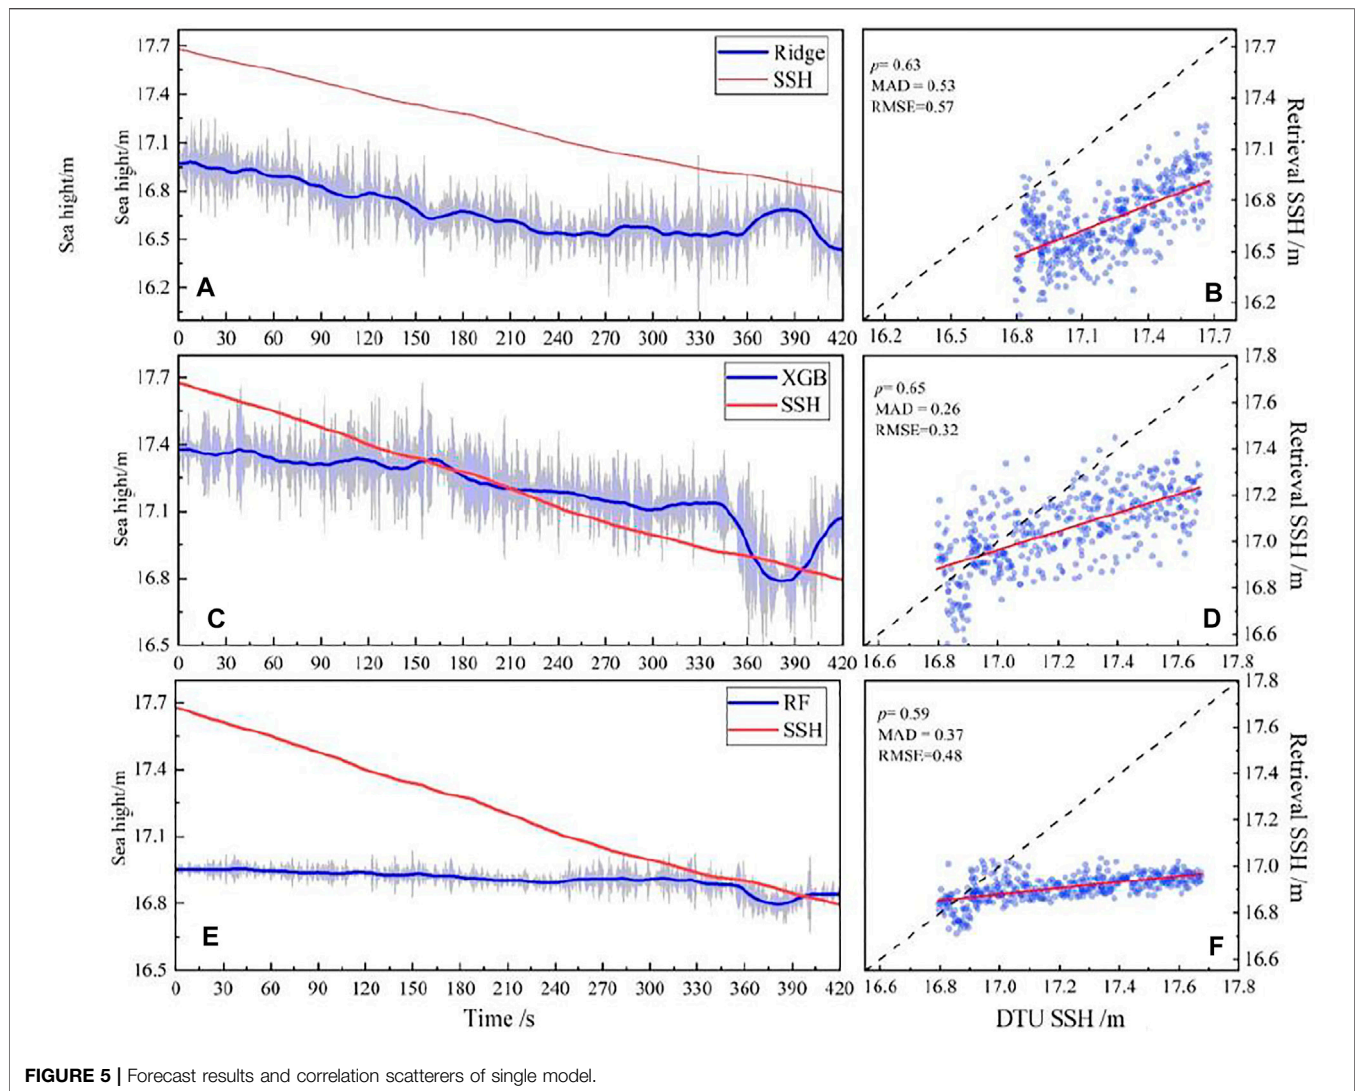 Sea hight/m
Sea hight/m
17.7
17.4
17.1
16.8
16.5
16.2
Ridge
SSH
A
0 30 60 90 120 150 180 210 240 270 300 330 360 390 420
p= 0.63
MAD = 0.53
RMSE=0.57
B
17.7
17.4
17.1
16.8
16.5
16.2
Retrieval SSH /m
16.2 16.5 16.8 17.1 17.4 17.7
Sea hight/m
17.7
17.4
17.1
16.8
16.5
XGB
SSH
C
0 30 60 90 120 150 180 210 240 270 300 330 360 390 420
p= 0.65
MAD = 0.26
RMSE=0.32
D
17.8
17.6
17.4
17.2
17.0
16.8
16.6
Retrieval SSH /m
16.6 16.8 17.0 17.2 17.4 17.6 17.8
Sea hight/m
17.7
17.4
17.1
16.8
16.5
RF
SSH
E
0 30 60 90 120 150 180 210 240 270 300 330 360 390 420
Time /s
p= 0.59
MAD = 0.37
RMSE=0.48
F
17.8
17.6
17.4
17.2
17.0
16.8
16.6
Retrieval SSH /m
16.6 16.8 17.0 17.2 17.4 17.6 17.8
DTU SSH /m
FIGURE 5 | Forecast results and correlation scatterers of single model.